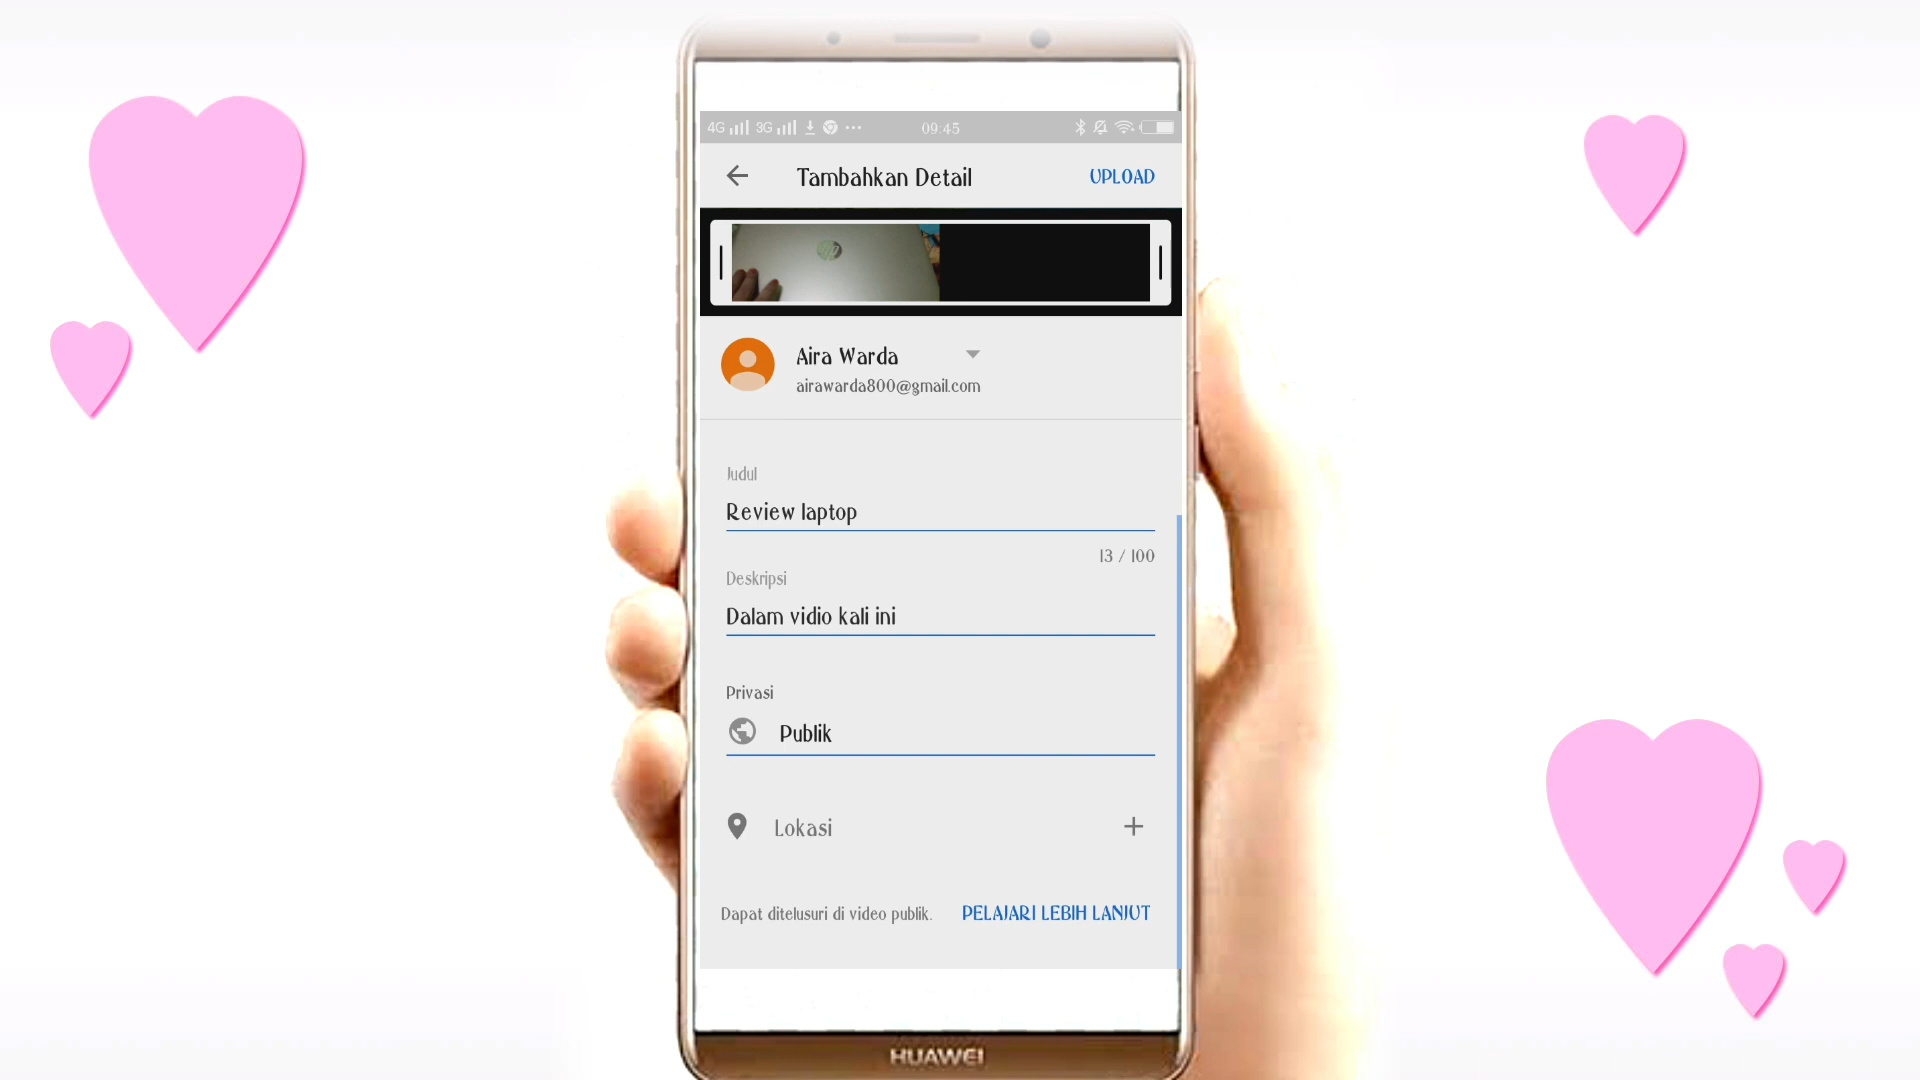 4G 3G 09:45
Tambahkan Detail UPLOAD
hp
Aira Warda
airawarda800@gmail.com
Judul
Review laptop
13 / 100
Deskripsi
Dalam vidio kali ini
Privasi
Publik
Lokasi
Dapat ditelusuri di video publik. PELAJARI LEBIH LANJUT
HUAWEI